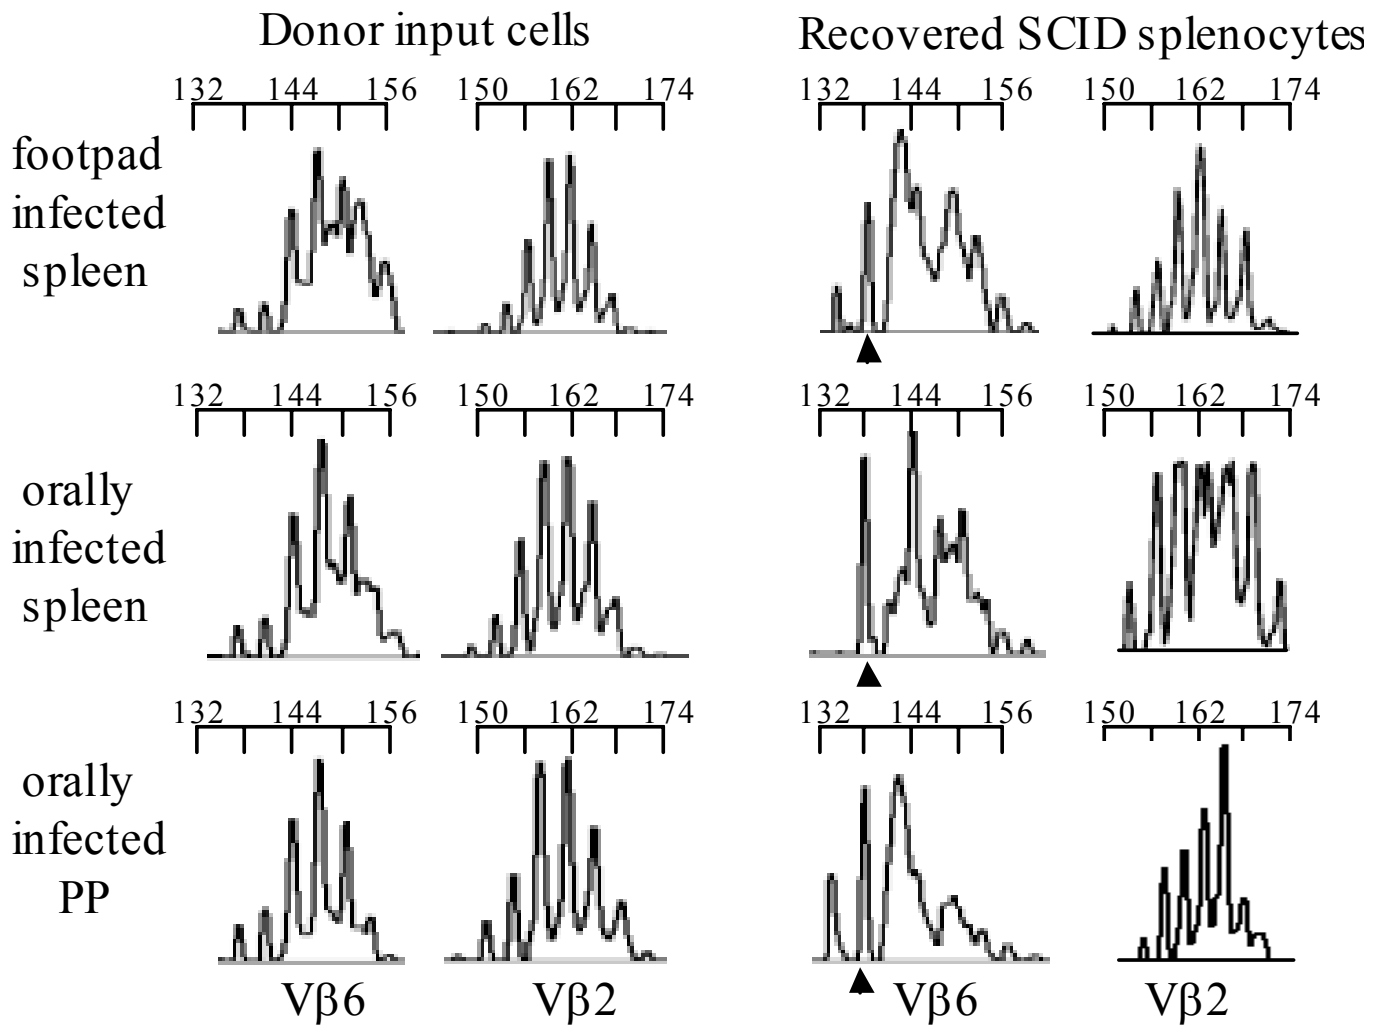 Donor input cells Recovered SCID splenocytes
132 144 156 150 162 174 132 144 156 150 162 174
footpad
infected
spleen
132 144 156 150 162 174 132 144 156 150 162 174
orally
infected
spleen
132 144 156 150 162 174 132 144 156 150 162 174
orally
infected
PP
Vβ6 Vβ2 Vβ6 Vβ2